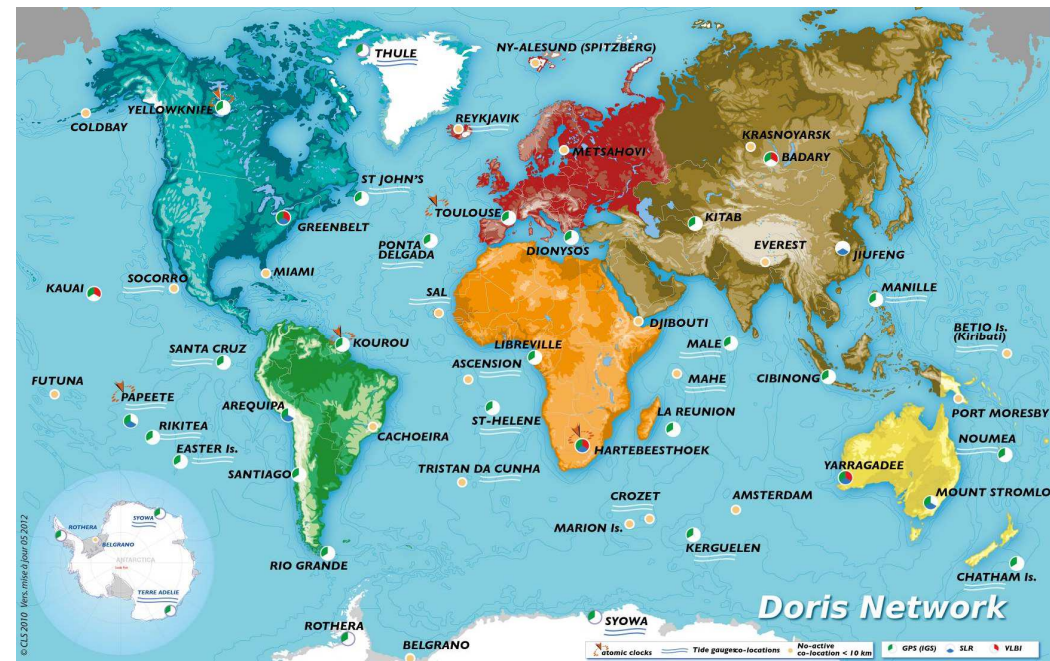 THULE
NY-ALESUND (SPITZBERG)
YELLOWKNIFE
COLDBAY
REYKJAVIK
METSAHOVI
KRASNOYARSK
BADARY
ST JOHN'S
TOULOUSE
GREENBELT
KITAB
PONTA
DELGADA
DIONYSOS
EVEREST
JIUFENG
MIAMI
SOCORRO
KAUAI
MANILLE
SAL
DJIBOUTI
BETIO Is.
(Kiribati)
SANTA CRUZ
KOUROU
LIBREVILLE
MALE
ASCENSION
MAHE
CIBINONG
FUTUNA
PAPEETE
AREQUIPA
ST-HELENE
LA REUNION
PORT MORESBY
RIKITEA
CACHOEIRA
NOUMEA
EASTER Is.
SANTIAGO
TRISTAN DA CUNHA
HARTEBEESTHOEK
YARRAGADEE
CROZET
AMSTERDAM
MOUNT STROMLO
MARION Is.
KERGUELEN
RIO GRANDE
CHATHAM Is.
SYOWA
ROTHERA
BELGRANO
ANTARCTICA
TERRE ADELIE
© CLS 2010 Vers. mise à jour 05 2012
Doris Network
ROTHERA
SYOWA
BELGRANO
atomic clocks
Tide gauges co-locations
No-active
co-location < 10 km
GPS (IGS)
SLR
VLBI